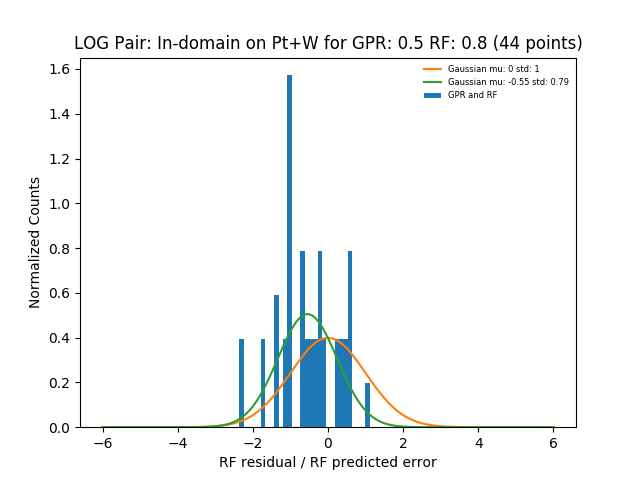 LOG Pair: In-domain on Pt+W for GPR: 0.5 RF: 0.8 (44 points)
Gaussian mu: 0 std: 1
Gaussian mu: -0.55 std: 0.79
GPR and RF
Normalized Counts
1.6
1.4
1.2
1.0
0.8
0.6
0.4
0.2
0.0
−6 −4 −2 0 2 4 6
RF residual / RF predicted error